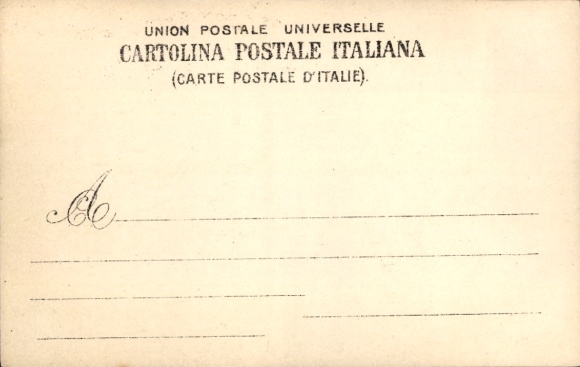 UNION POSTALE UNIVERSELLE
CARTOLINA POSTALE ITALIANA
(CARTE POSTALE D'ITALIE).
A